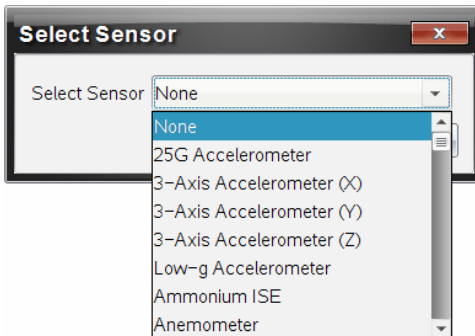 Select Sensor
x
Select Sensor None
None
25G Accelerometer
3-Axis Accelerometer (X)
3-Axis Accelerometer (Y)
3-Axis Accelerometer (Z)
Low-g Accelerometer
Ammonium ISE
Anemometer